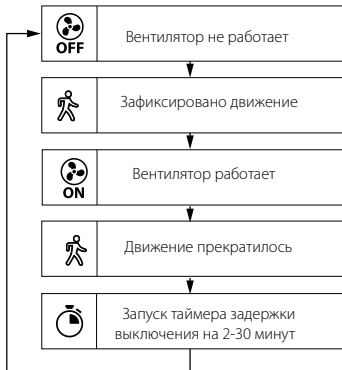 OFF
Вентилятор не работает
Зафиксировано движение
ON
Вентилятор работает
Движение прекратилось
Запуск таймера задержки
выключения на 2-30 минут